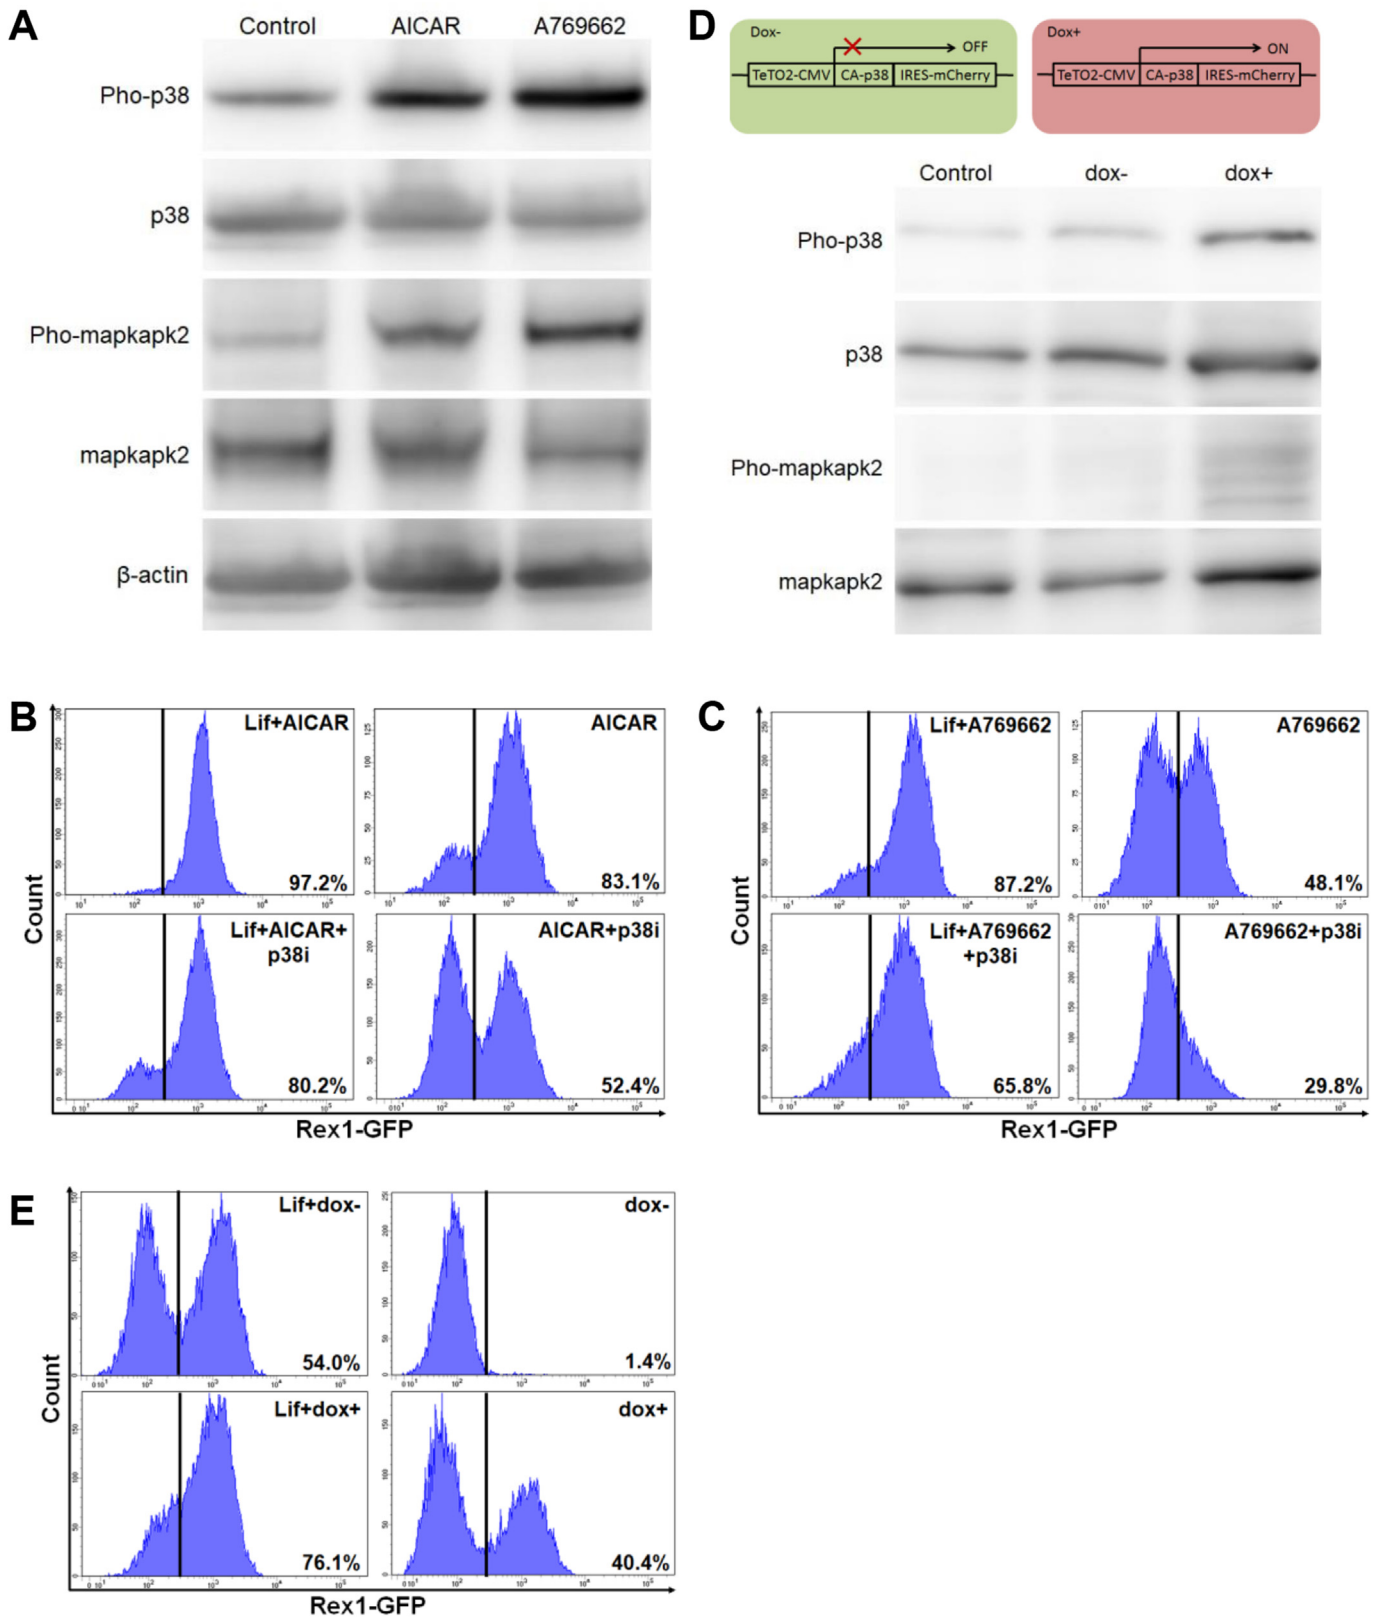 A
Control AICAR A769662
Pho-p38
p38
Pho-mapkapk2
mapkapk2
β-actin
D
Dox-
OFF
TeTO2-CMV CA-p38 IRES-mCherry
Dox+
ON
TeTO2-CMV CA-p38 IRES-mCherry
Control dox- dox+
Pho-p38
p38
Pho-mapkapk2
mapkapk2
B
Lif+AICAR
97.2%
AICAR
83.1%
Lif+AICAR+
p38i
80.2%
AICAR+p38i
52.4%
Count
Rex1-GFP
C
Lif+A769662
87.2%
A769662
48.1%
Lif+A769662
+p38i
65.8%
A769662+p38i
29.8%
Count
Rex1-GFP
E
Lif+dox-
54.0%
dox-
1.4%
Lif+dox+
76.1%
dox+
40.4%
Count
Rex1-GFP